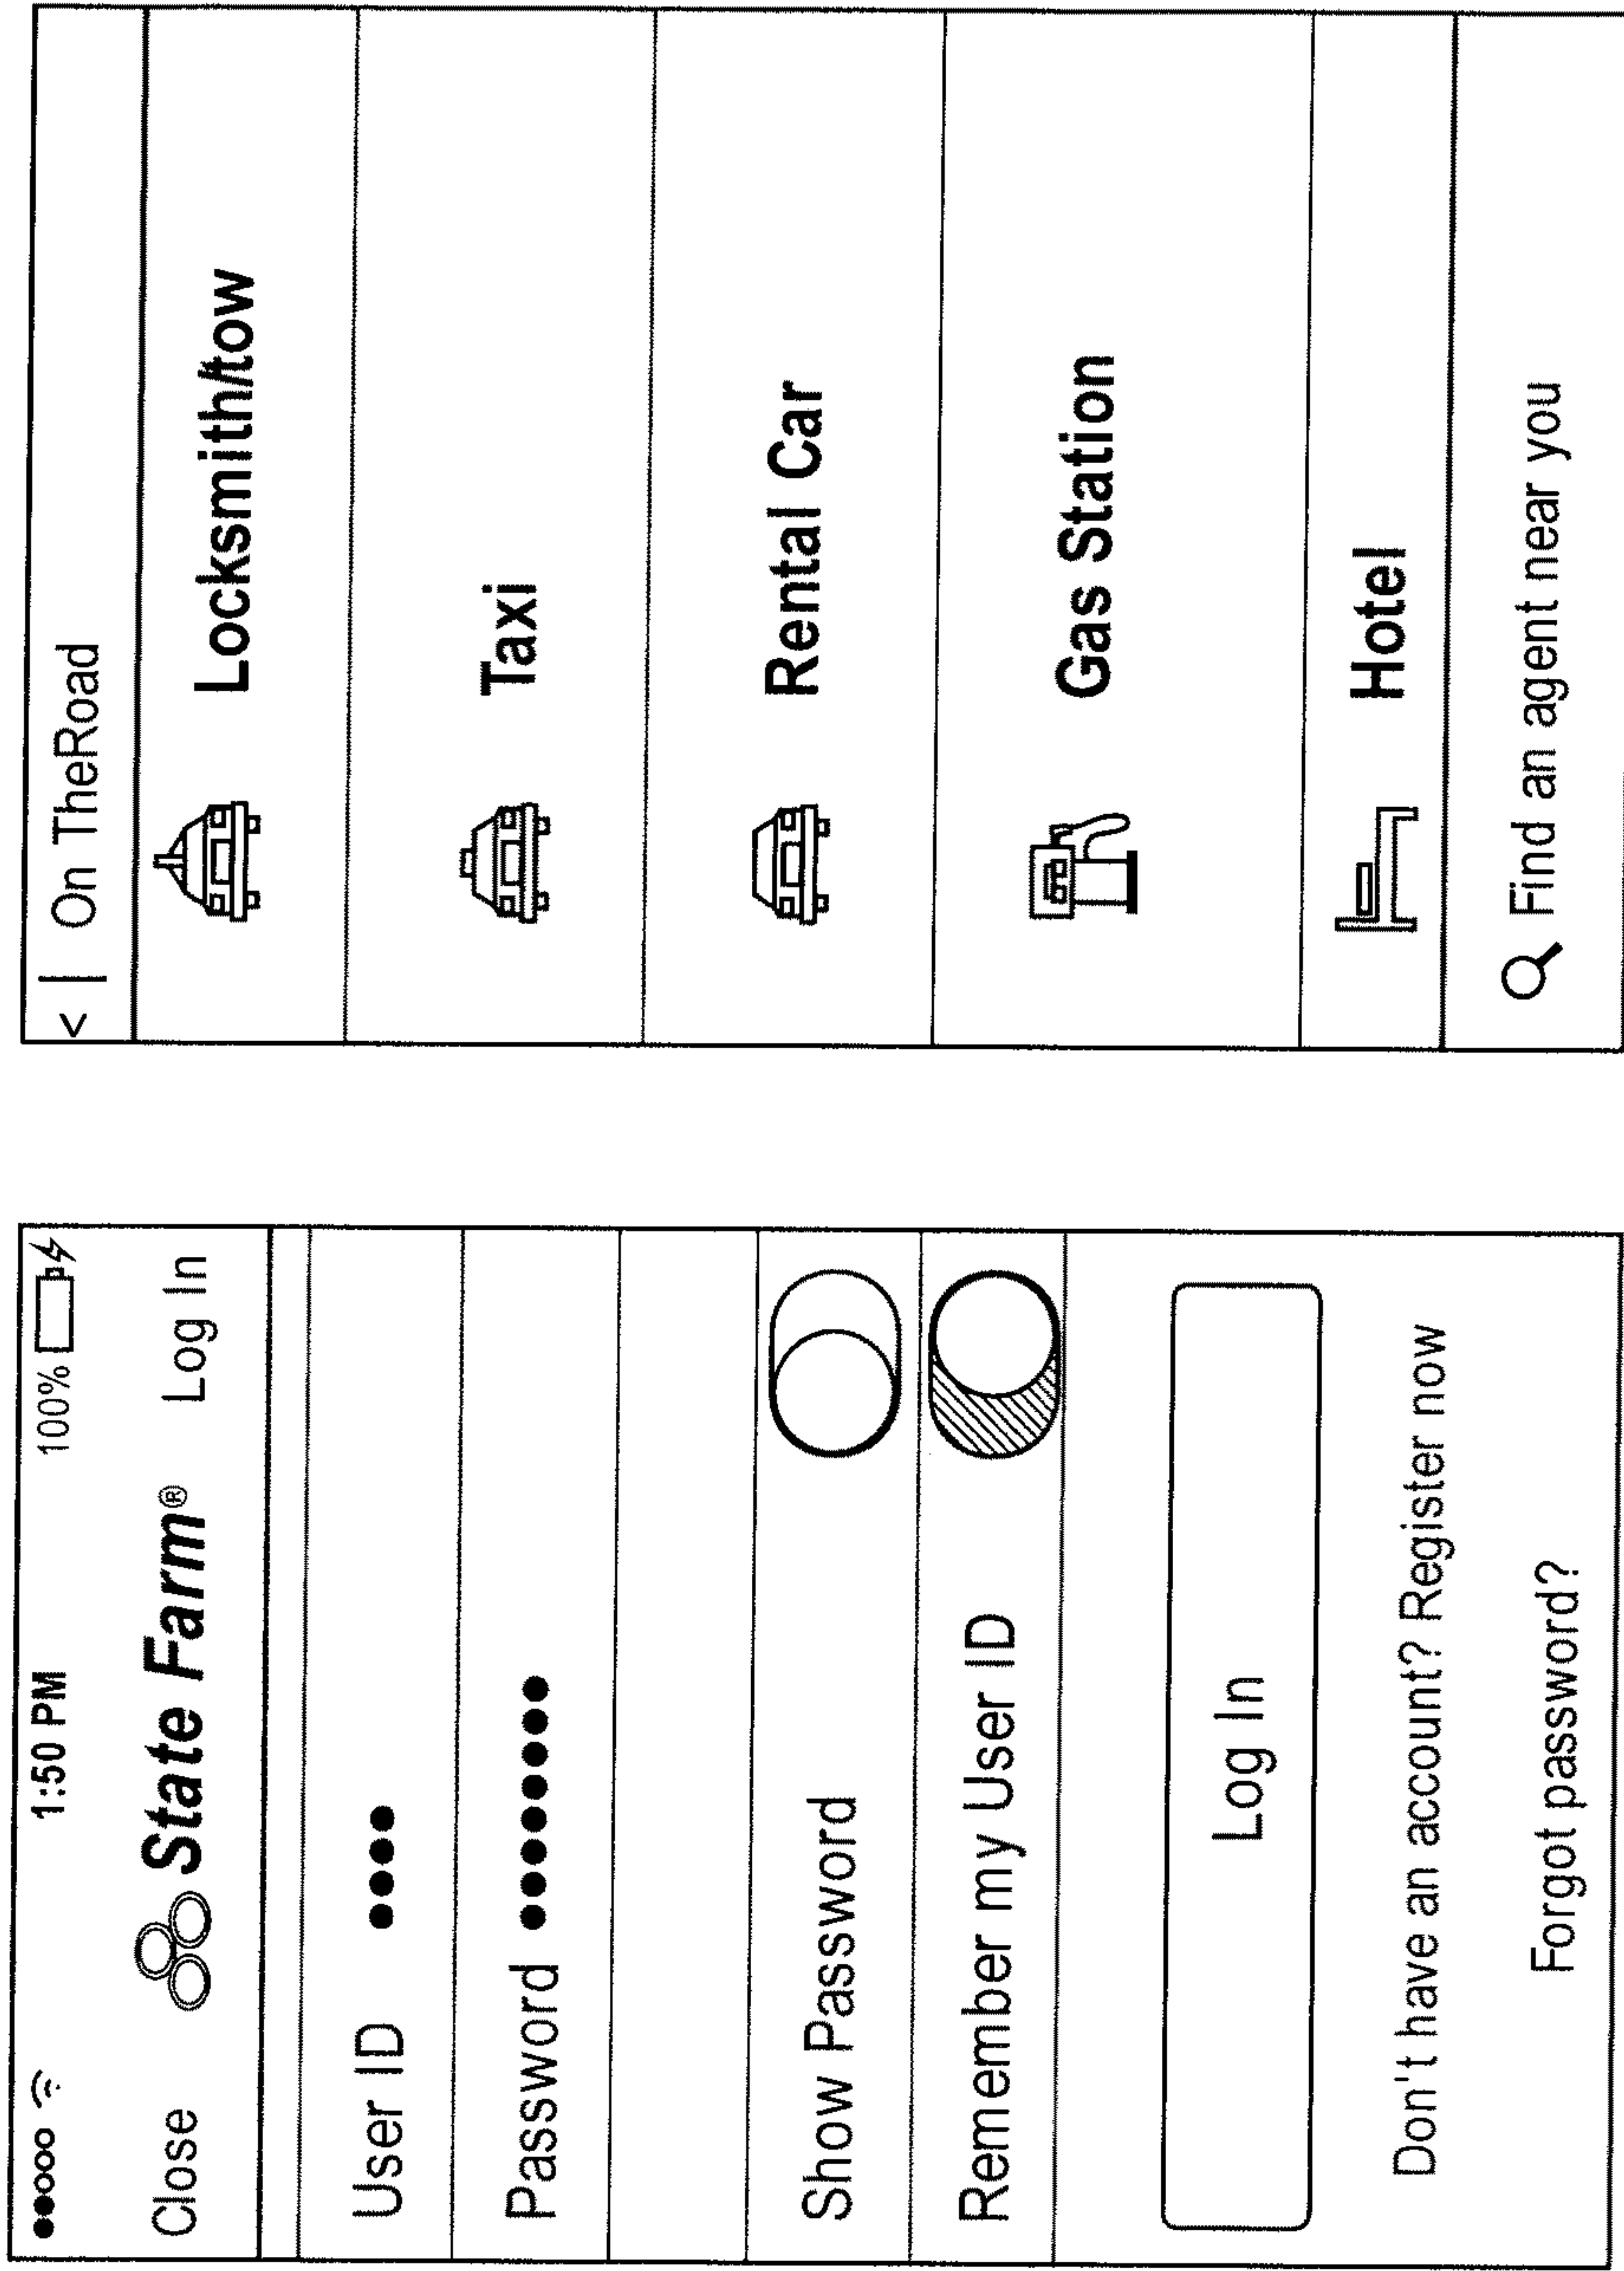 1:50 PM
100%
Close
State Farm®
Log In
User ID ••••
Password ••••••••
Show Password
Remember my User ID
Log In
Don't have an account? Register now
Forgot password?
< | On TheRoad
Locksmith/tow
Taxi
Rental Car
Gas Station
Hotel
Find an agent near you